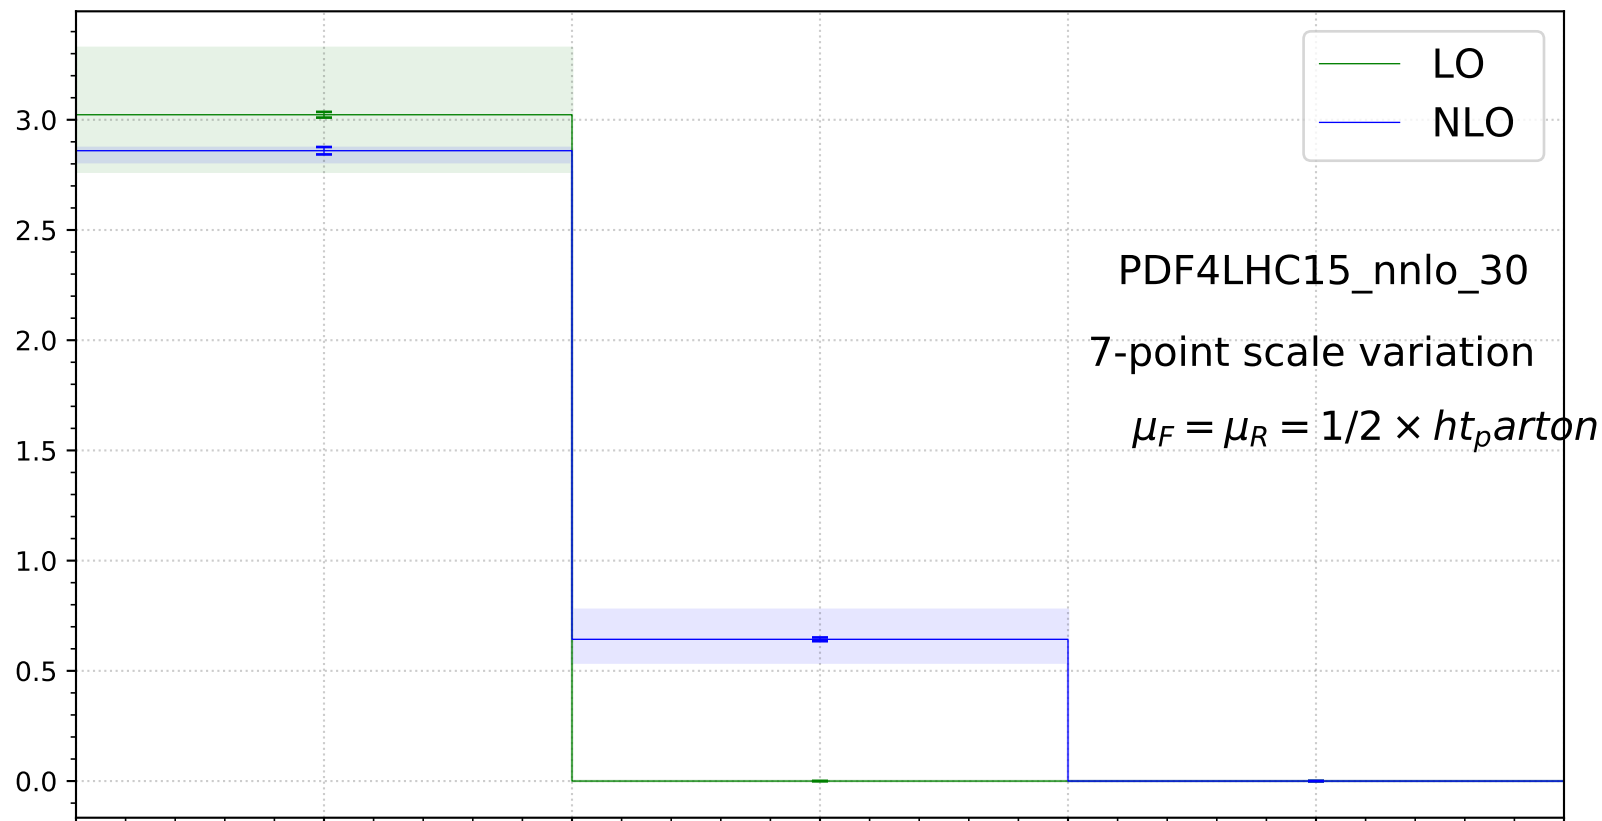 LO
NLO
3.0
2.5
PDF4LHC15_nnlo_30
2.0
7-point scale variation
μF = μR = 1/2 × htparton
1.5
1.0
0.5
0.0